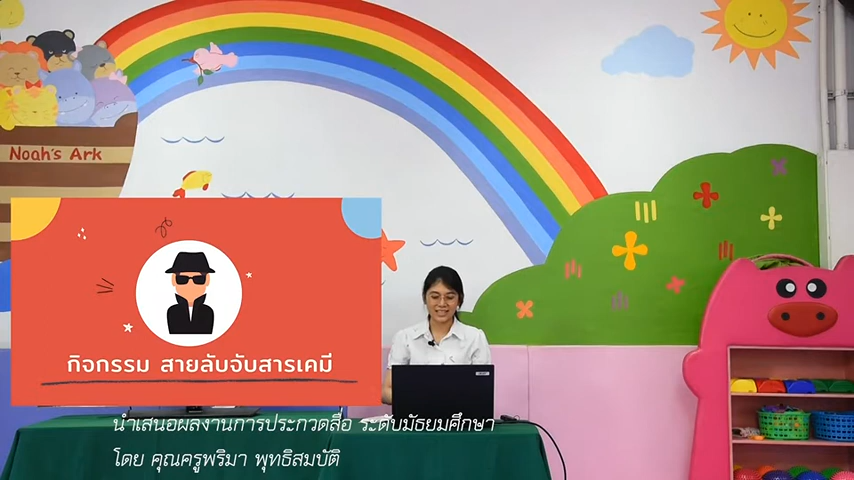 Noah's Ark
กิจกรรม สายลับจับสารเคมี
นำเสนอผลงานการประกวดสื่อ ระดับมัธยมศึกษา
โดย คุณครูพริมา พุทธิสมบัติ